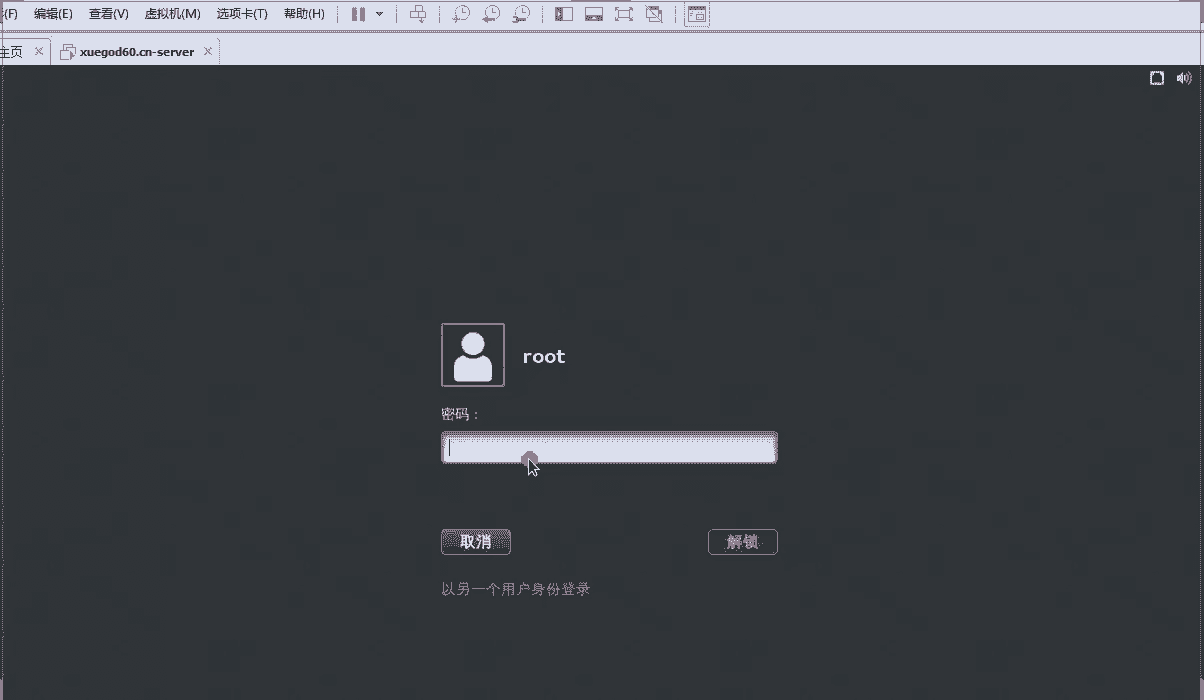 (F) 编辑(E) 查看(V) 虚拟机(M) 选项卡(T) 帮助(H)
主页 × xuegod60.cn-server ×
root
密码：
取消 解锁
以另一个用户身份登录